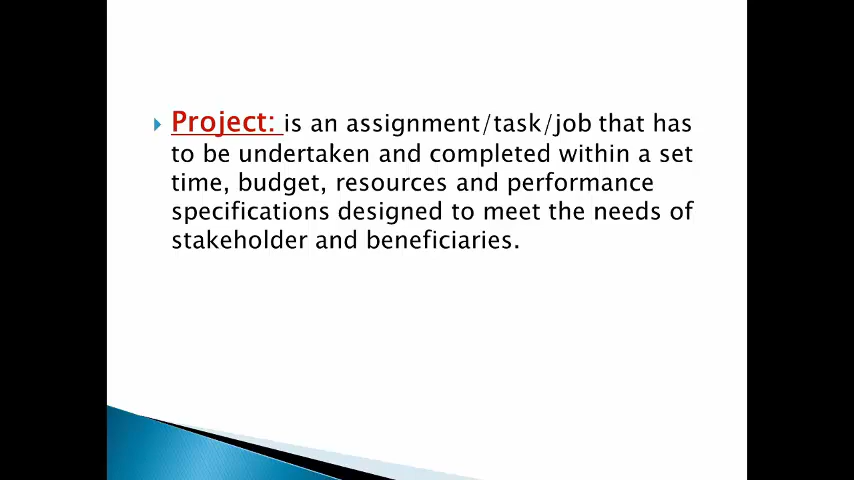 Project: is an assignment/task/job that has
to be undertaken and completed within a set
time, budget, resources and performance
specifications designed to meet the needs of
stakeholder and beneficiaries.